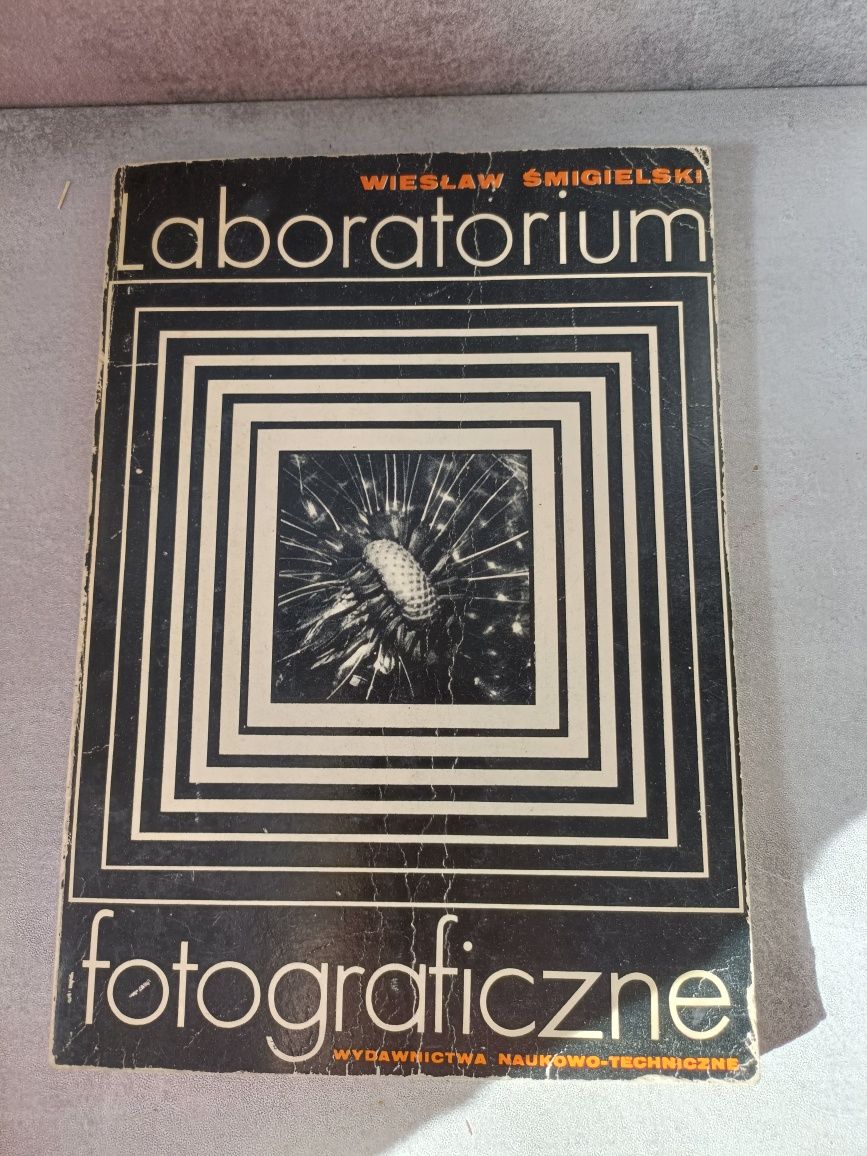 WIESŁAW ŚMIGIELSKI
Laboratorium
fotograficzne
WYDAWNICTWA NAUKOWO-TECHNICZNE